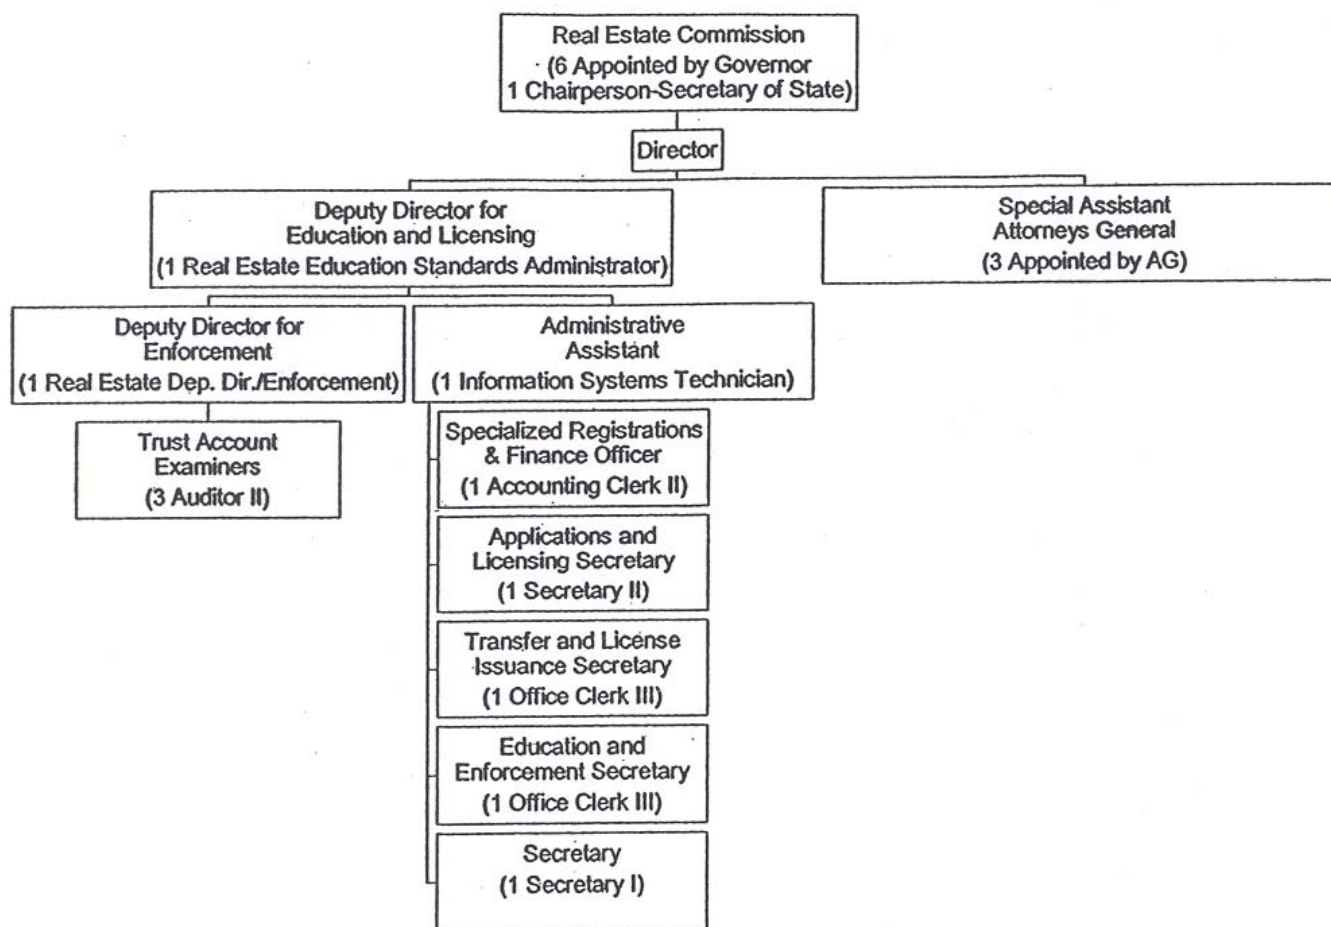 Real Estate Commission
(6 Appointed by Governor
1 Chairperson-Secretary of State)
Director
Deputy Director for
Education and Licensing
(1 Real Estate Education Standards Administrator)
Special Assistant
Attorneys General
(3 Appointed by AG)
Deputy Director for
Enforcement
(1 Real Estate Dep. Dir./Enforcement)
Administrative
Assistant
(1 Information Systems Technician)
Trust Account
Examiners
(3 Auditor II)
Specialized Registrations
& Finance Officer
(1 Accounting Clerk II)
Applications and
Licensing Secretary
(1 Secretary II)
Transfer and License
Issuance Secretary
(1 Office Clerk III)
Education and
Enforcement Secretary
(1 Office Clerk III)
Secretary
(1 Secretary I)